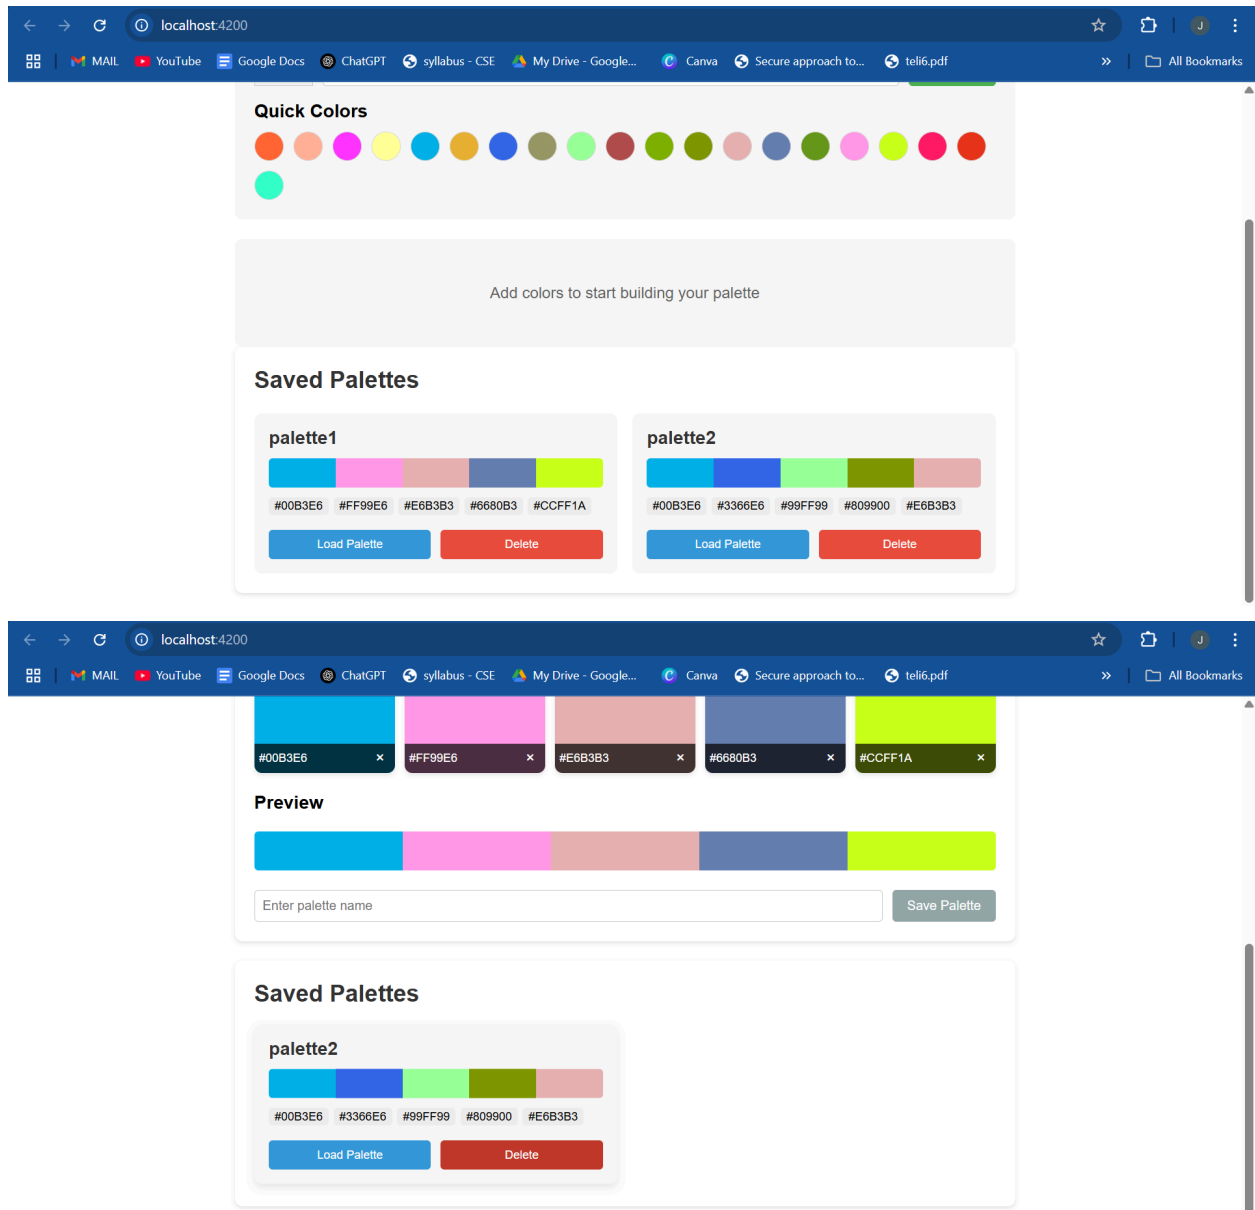 localhost:4200
J
MAIL YouTube Google Docs ChatGPT syllabus - CSE My Drive - Google... Canva Secure approach to... teli6.pdf » All Bookmarks
Quick Colors
Add colors to start building your palette
Saved Palettes
palette1
#00B3E6 #FF99E6 #E6B3B3 #6680B3 #CCFF1A
Load Palette Delete
palette2
#00B3E6 #3366E6 #99FF99 #809900 #E6B3B3
Load Palette Delete
localhost:4200
J
MAIL YouTube Google Docs ChatGPT syllabus - CSE My Drive - Google... Canva Secure approach to... teli6.pdf » All Bookmarks
#00B3E6 × #FF99E6 × #E6B3B3 × #6680B3 × #CCFF1A ×
Preview
Enter palette name Save Palette
Saved Palettes
palette2
#00B3E6 #3366E6 #99FF99 #809900 #E6B3B3
Load Palette Delete